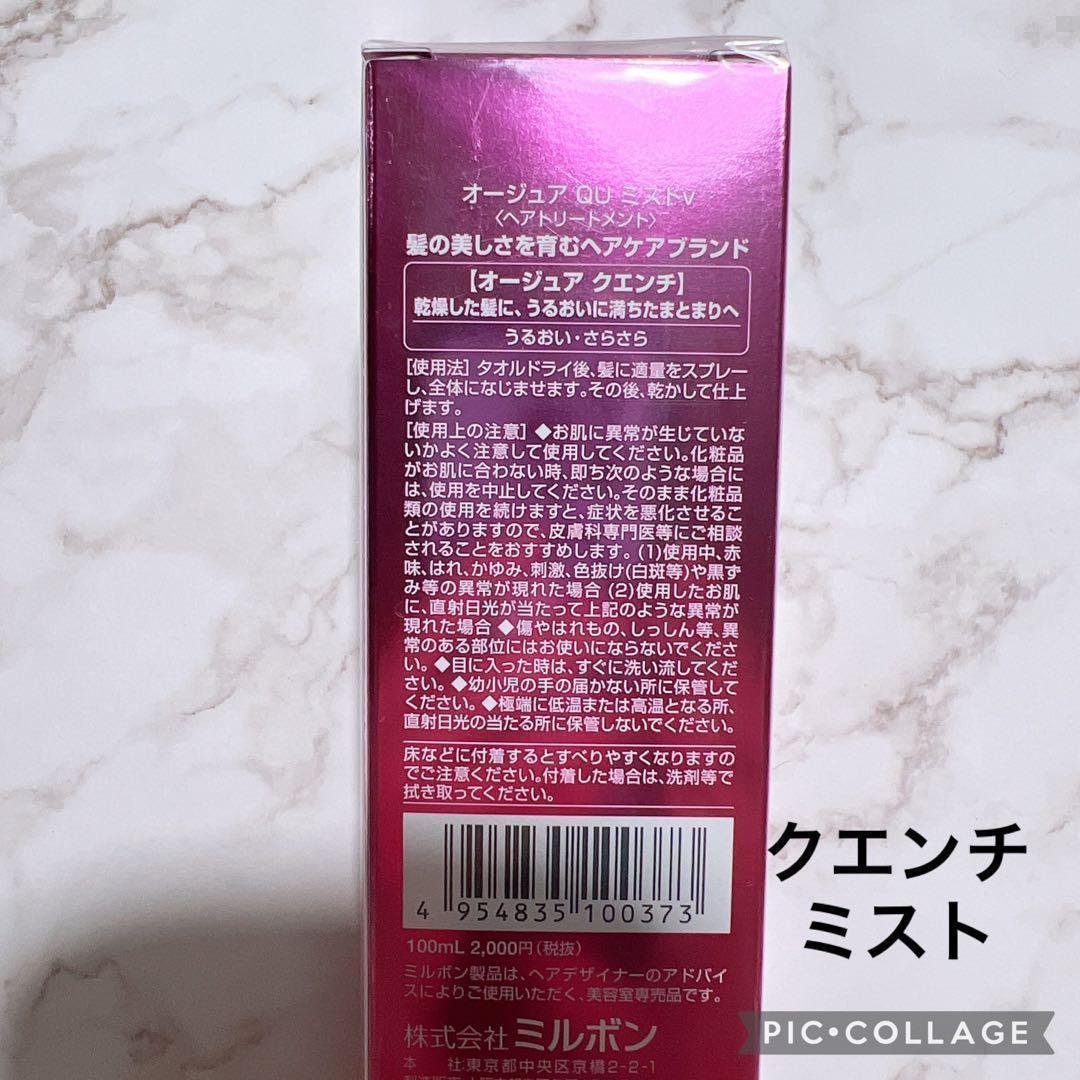 オージュア QU ミストv
〈ヘアトリートメント〉
髪の美しさを育むヘアケアブランド
【オージュア クエンチ】
乾燥した髪に、うるおいに満ちたまとまりへ
うるおい・さらさら
[使用法] タオルドライ後、髪に適量をスプレー
し、全体になじませます。その後、乾かして仕上
げます。
[使用上の注意] ◆お肌に異常が生じていな
いかよく注意して使用してください。化粧品
がお肌に合わない時、即ち次のような場合に
は、使用を中止してください。そのまま化粧品
類の使用を続けますと、症状を悪化させるこ
とがありますので、皮膚科専門医等にご相談
されることをおすすめします。(1)使用中、赤
味、はれ、かゆみ、刺激、色抜け(白斑等)や黒ず
み等の異常が現れた場合 (2)使用したお肌
に、直射日光が当たって上記のような異常が
現れた場合 ◆傷やはれもの、しっしん等、異
常のある部位にはお使いにならないでくださ
い。◆目に入った時は、すぐに洗い流してくだ
さい。◆幼小児の手の届かない所に保管して
ください。◆極端に低温または高温となる所、
直射日光の当たる所に保管しないでください。
床などに付着するとすべりやすくなりますの
でご注意ください。付着した場合は、洗剤等で
拭き取ってください。
4 954835 100373
100mL 2,000円(税抜)
ミルボン製品は、ヘアデザイナーのアドバイ
スによりご使用いただく、美容室専売品です。
株式会社 ミルボン
本 社:東京都中央区京橋2-2-1
クエンチ
ミスト
PIC•COLLAGE